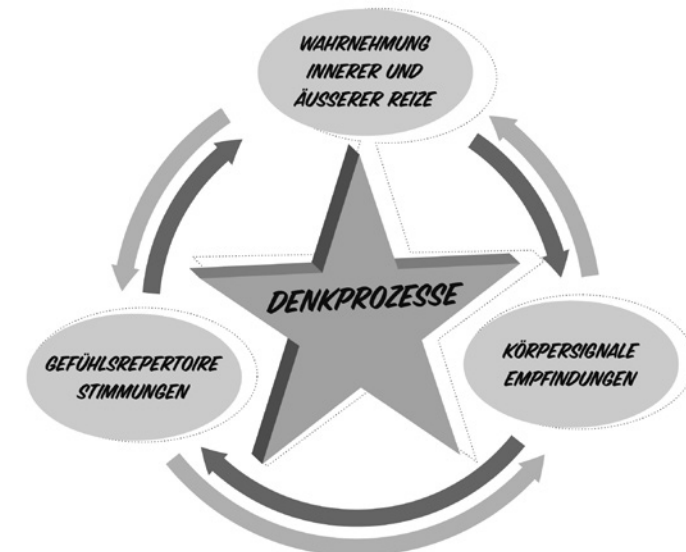 WAHRNEHMUNG
INNERER UND
ÄUSSERER REIZE
DENKPROZESSE
GEFÜHLSREPERTOIRE
STIMMUNGEN
KÖRPERSIGNALE
EMPFINDUNGEN